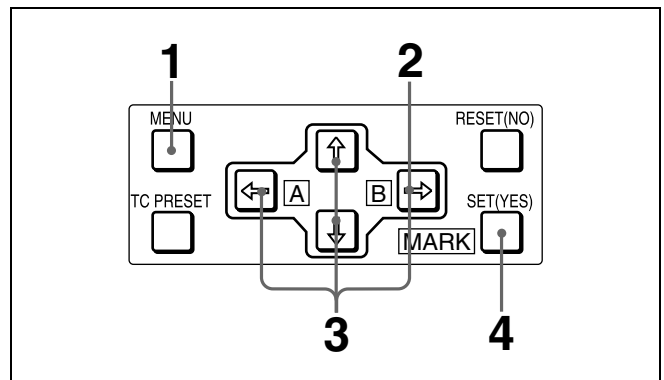 1 2
MENU RESET(NO)
A B
TC PRESET SET(YES)
MARK
3 4